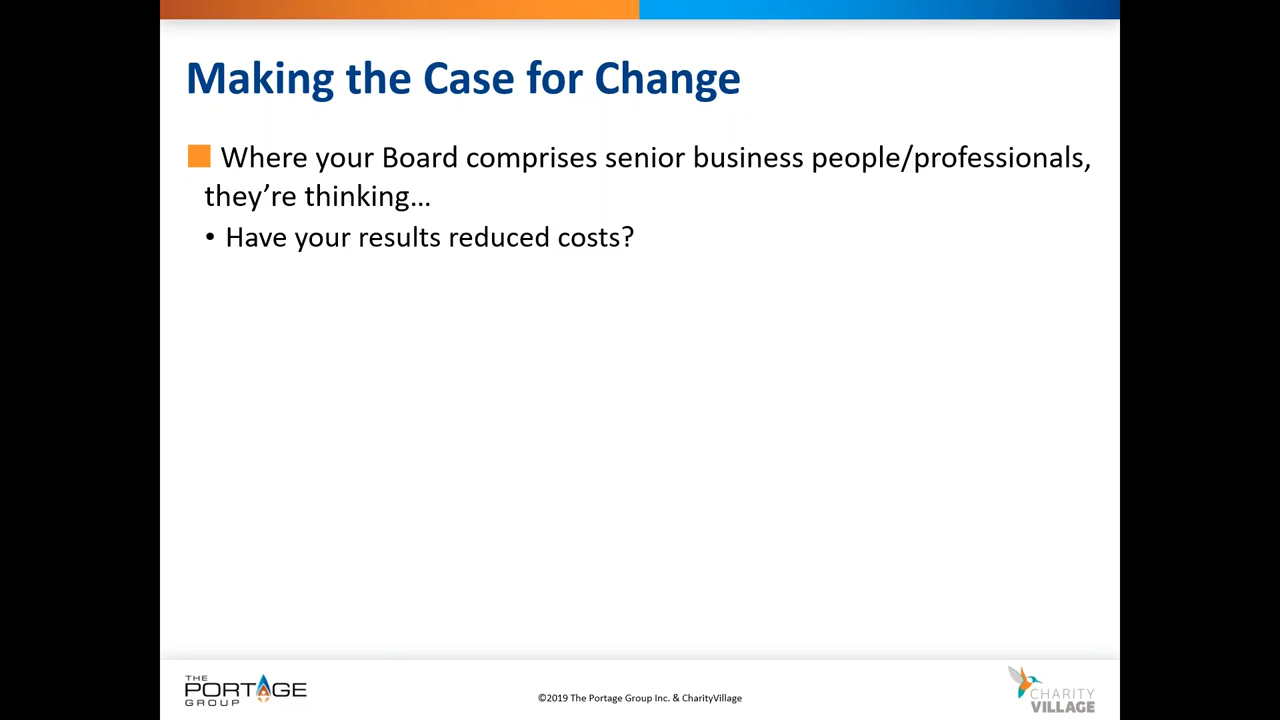 Making the Case for Change
Where your Board comprises senior business people/professionals,
they’re thinking…
• Have your results reduced costs?
THE
PORTAGE
GROUP
©2019 The Portage Group Inc. & CharityVillage
CHARITY
VILLAGE